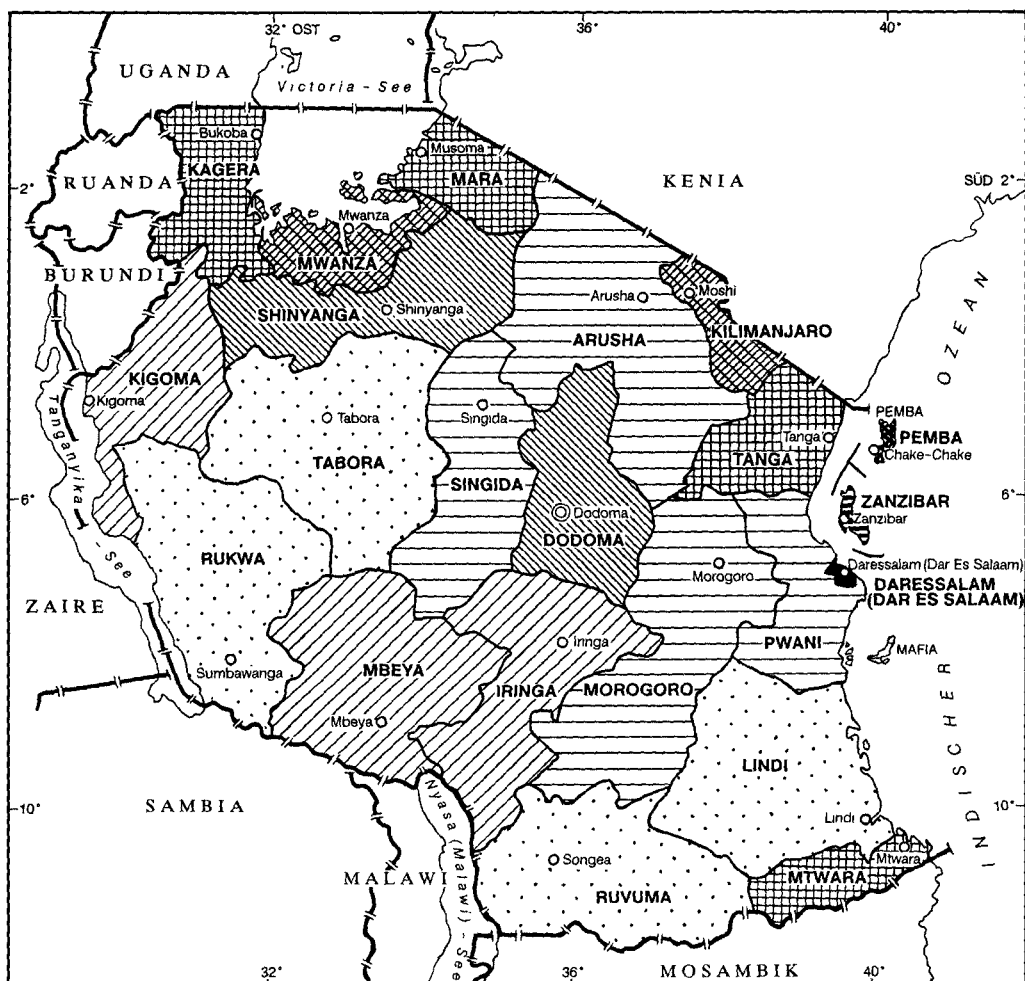 32° OST
36°
40°
UGANDA
Victoria - See
Bukoba
Musoma
KAGERA
MARA
RUANDA
KENIA
SÜD 2°
2°
Mwanza
MWANZA
BURUNDI
Arusha
Moshi
SHINYANGA
Shinyanga
KILIMANJARO
ARUSHA
OZEAN
KIGOMA
Kigoma
Tabora
Singida
PEMBA
Tanga
PEMBA
TANGA
Chake-Chake
TABORA
SINGIDA
6°
6°
ZANZIBAR
Zanzibar
Dodoma
DODOMA
Tanganyika - See
RUKWA
Morogoro
Daressalam (Dar Es Salaam)
DARESSALAM
(DAR ES SALAAM)
ZAIRE
PWANI
Iringa
MAFIA
Sumbawanga
MBEYA
IRINGA
MOROGORO
Mbeya
LINDI
INDISCHER
SAMBIA
10°
10°
Lindi
Nyasa (Malawi) - See
Songea
Mtwara
MALAWI
MTWARA
RUVUMA
32°
36°
MOSAMBIK
40°